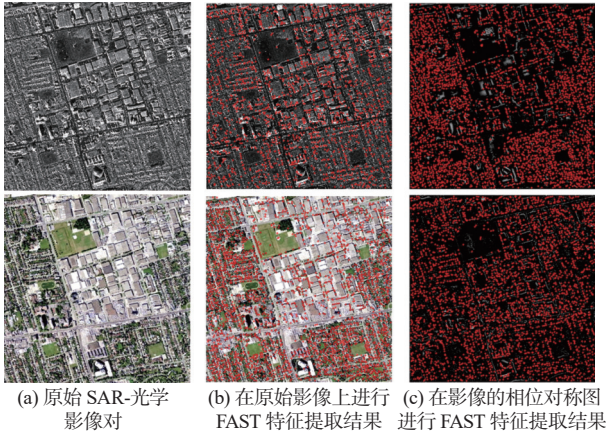 (a) 原始 SAR-光学
影像对
(b) 在原始影像上进行
FAST 特征提取结果
(c) 在影像的相位对称图
进行 FAST 特征提取结果